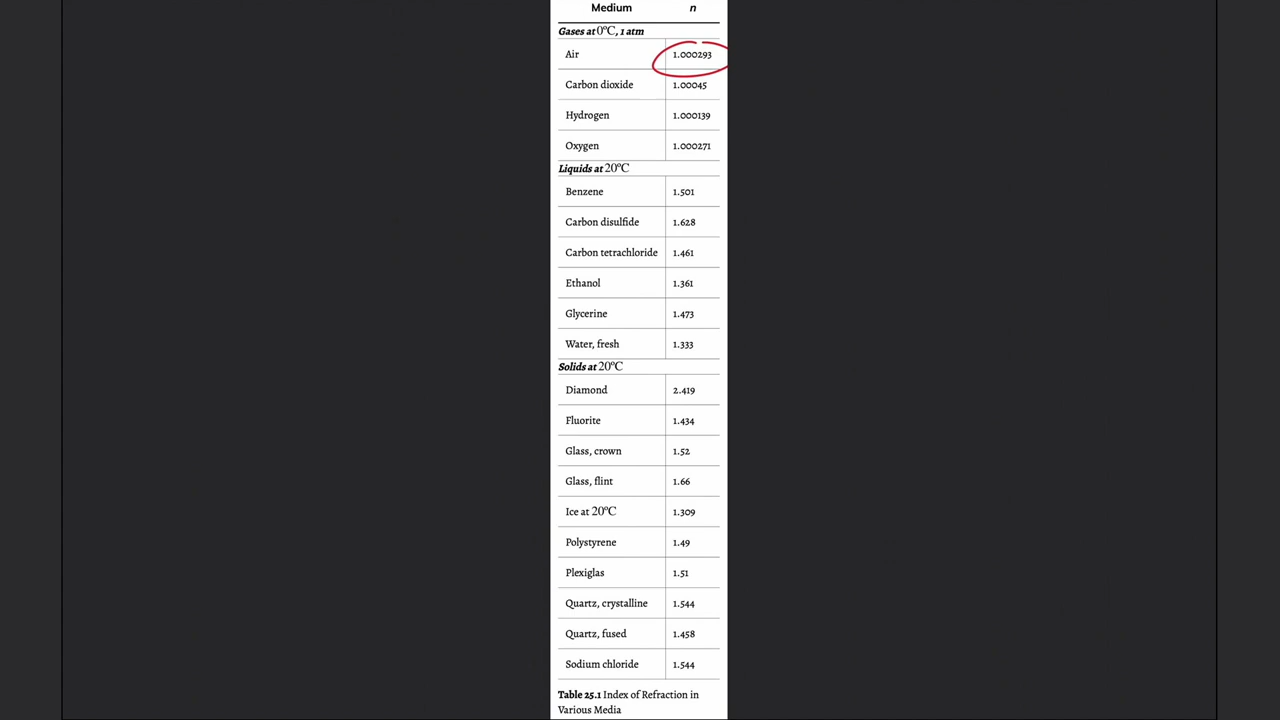 Medium n
Gases at 0ºC, 1 atm
Air 1.000293
Carbon dioxide 1.00045
Hydrogen 1.000139
Oxygen 1.000271
Liquids at 20ºC
Benzene 1.501
Carbon disulfide 1.628
Carbon tetrachloride 1.461
Ethanol 1.361
Glycerine 1.473
Water, fresh 1.333
Solids at 20ºC
Diamond 2.419
Fluorite 1.434
Glass, crown 1.52
Glass, flint 1.66
Ice at 20ºC 1.309
Polystyrene 1.49
Plexiglas 1.51
Quartz, crystalline 1.544
Quartz, fused 1.458
Sodium chloride 1.544
Table 25.1 Index of Refraction in
Various Media